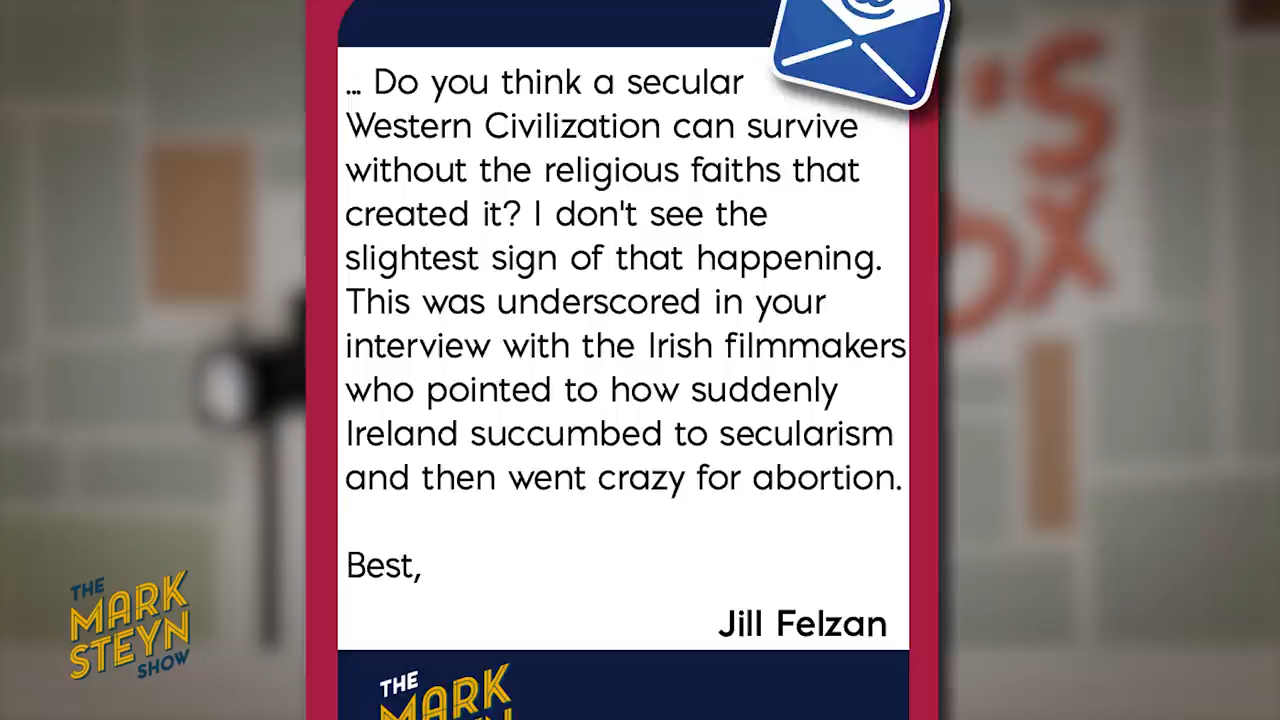 ... Do you think a secular
Western Civilization can survive
without the religious faiths that
created it? I don't see the
slightest sign of that happening.
This was underscored in your
interview with the Irish filmmakers
who pointed to how suddenly
Ireland succumbed to secularism
and then went crazy for abortion.
Best,
Jill Felzan
THE
MARK
STEYN
SHOW
THE
MARK